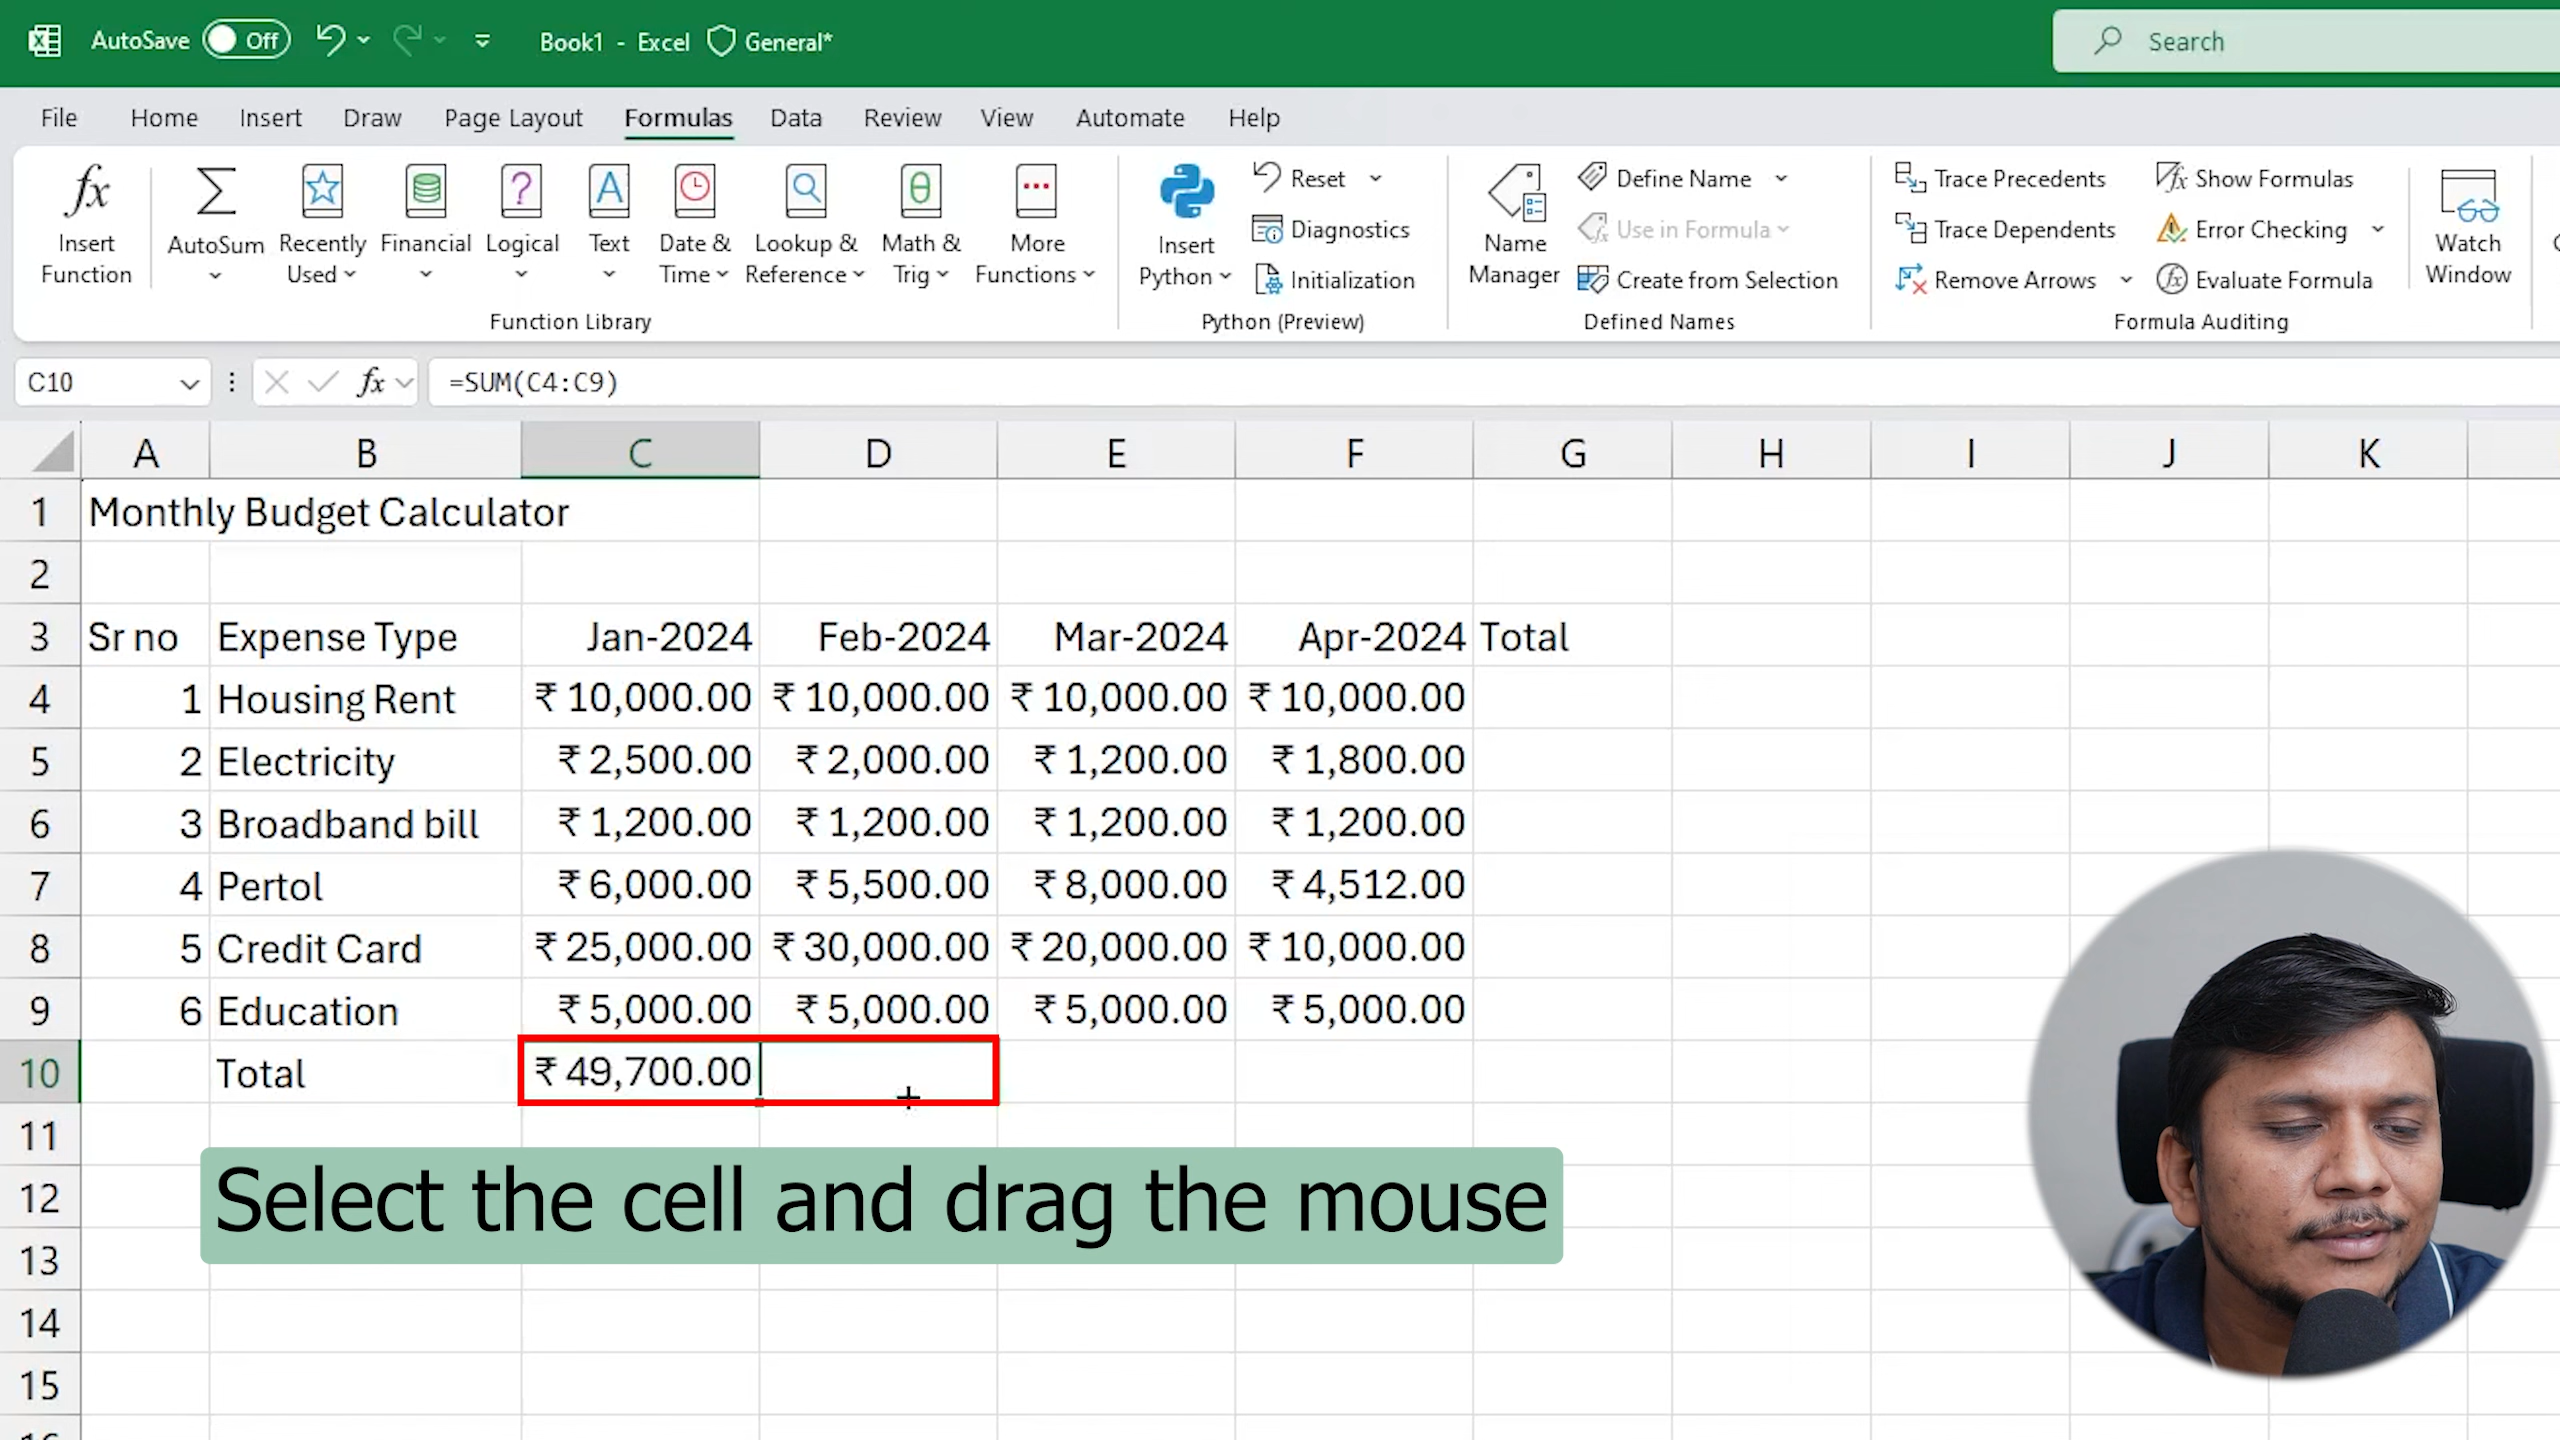 AutoSave Off Book1 - Excel General* Search
File Home Insert Draw Page Layout Formulas Data Review View Automate Help
Insert Function
AutoSum
Recently Used
Financial
Logical
Text
Date & Time
Lookup & Reference
Math & Trig
More Functions
Function Library
Insert Python
Reset
Diagnostics
Initialization
Python (Preview)
Name Manager
Define Name
Use in Formula
Create from Selection
Defined Names
Trace Precedents
Trace Dependents
Remove Arrows
Show Formulas
Error Checking
Evaluate Formula
Formula Auditing
Watch Window
C10 fx =SUM(C4:C9)
A B C D E F G H I J K
1 Monthly Budget Calculator
2
3 Sr no Expense Type Jan-2024 Feb-2024 Mar-2024 Apr-2024 Total
4 1 Housing Rent ₹ 10,000.00 ₹ 10,000.00 ₹ 10,000.00 ₹ 10,000.00
5 2 Electricity ₹ 2,500.00 ₹ 2,000.00 ₹ 1,200.00 ₹ 1,800.00
6 3 Broadband bill ₹ 1,200.00 ₹ 1,200.00 ₹ 1,200.00 ₹ 1,200.00
7 4 Pertol ₹ 6,000.00 ₹ 5,500.00 ₹ 8,000.00 ₹ 4,512.00
8 5 Credit Card ₹ 25,000.00 ₹ 30,000.00 ₹ 20,000.00 ₹ 10,000.00
9 6 Education ₹ 5,000.00 ₹ 5,000.00 ₹ 5,000.00 ₹ 5,000.00
10 Total ₹ 49,700.00
11
Select the cell and drag the mouse
12
13
14
15